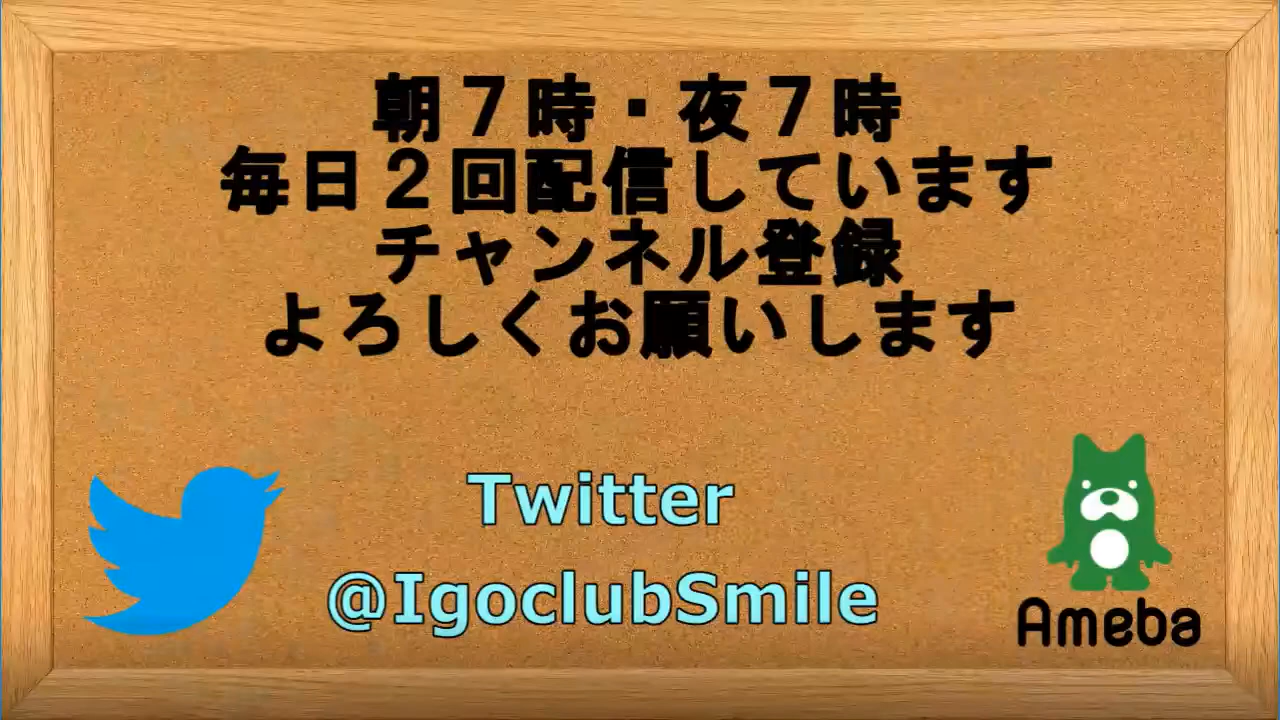 朝７時・夜７時
毎日２回配信しています
チャンネル登録
よろしくお願いします
Twitter
@IgoclubSmile
Ameba